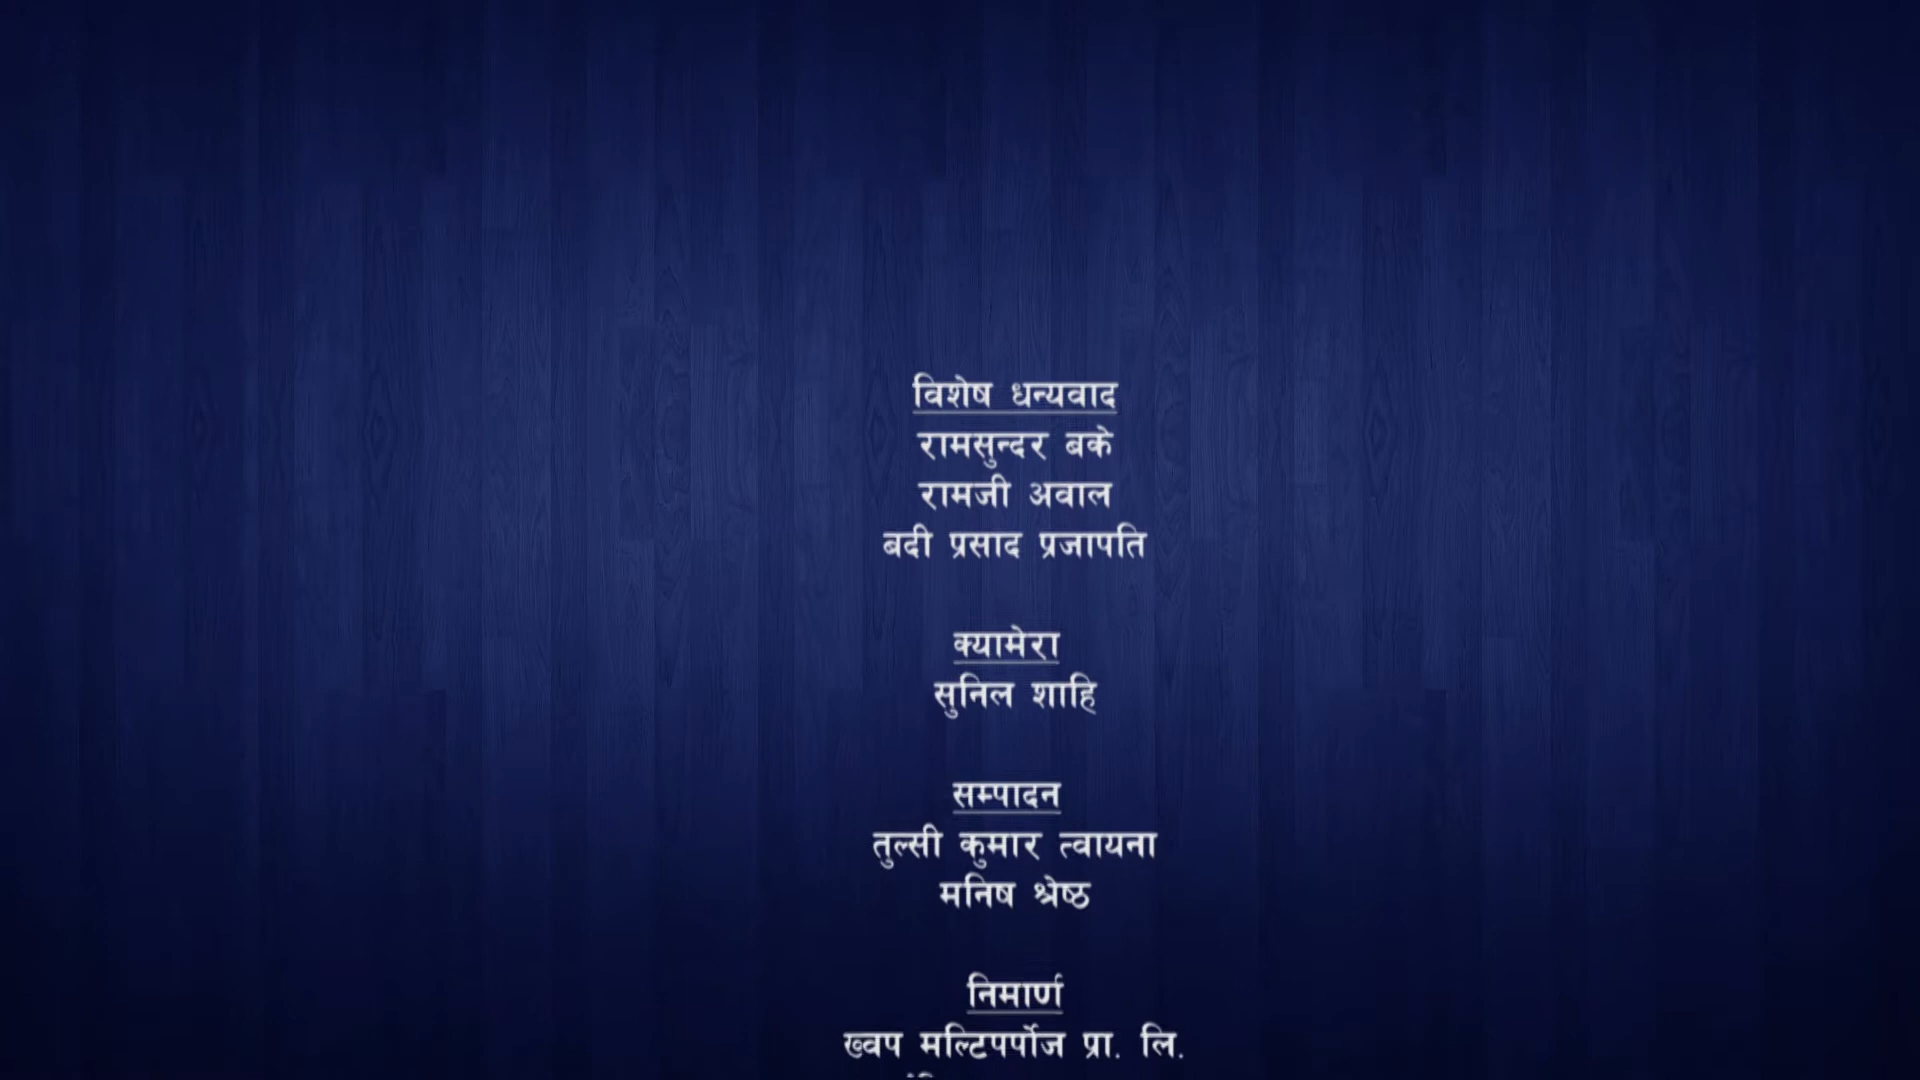 विशेष धन्यवाद
रामसुन्दर बके
रामजी अवाल
बदी प्रसाद प्रजापति
क्यामेरा
सुनिल शाहि
सम्पादन
तुल्सी कुमार त्वायना
मनिष श्रेष्ठ
निमार्ण
ख्वप मल्टिपर्पोज प्रा. लि.